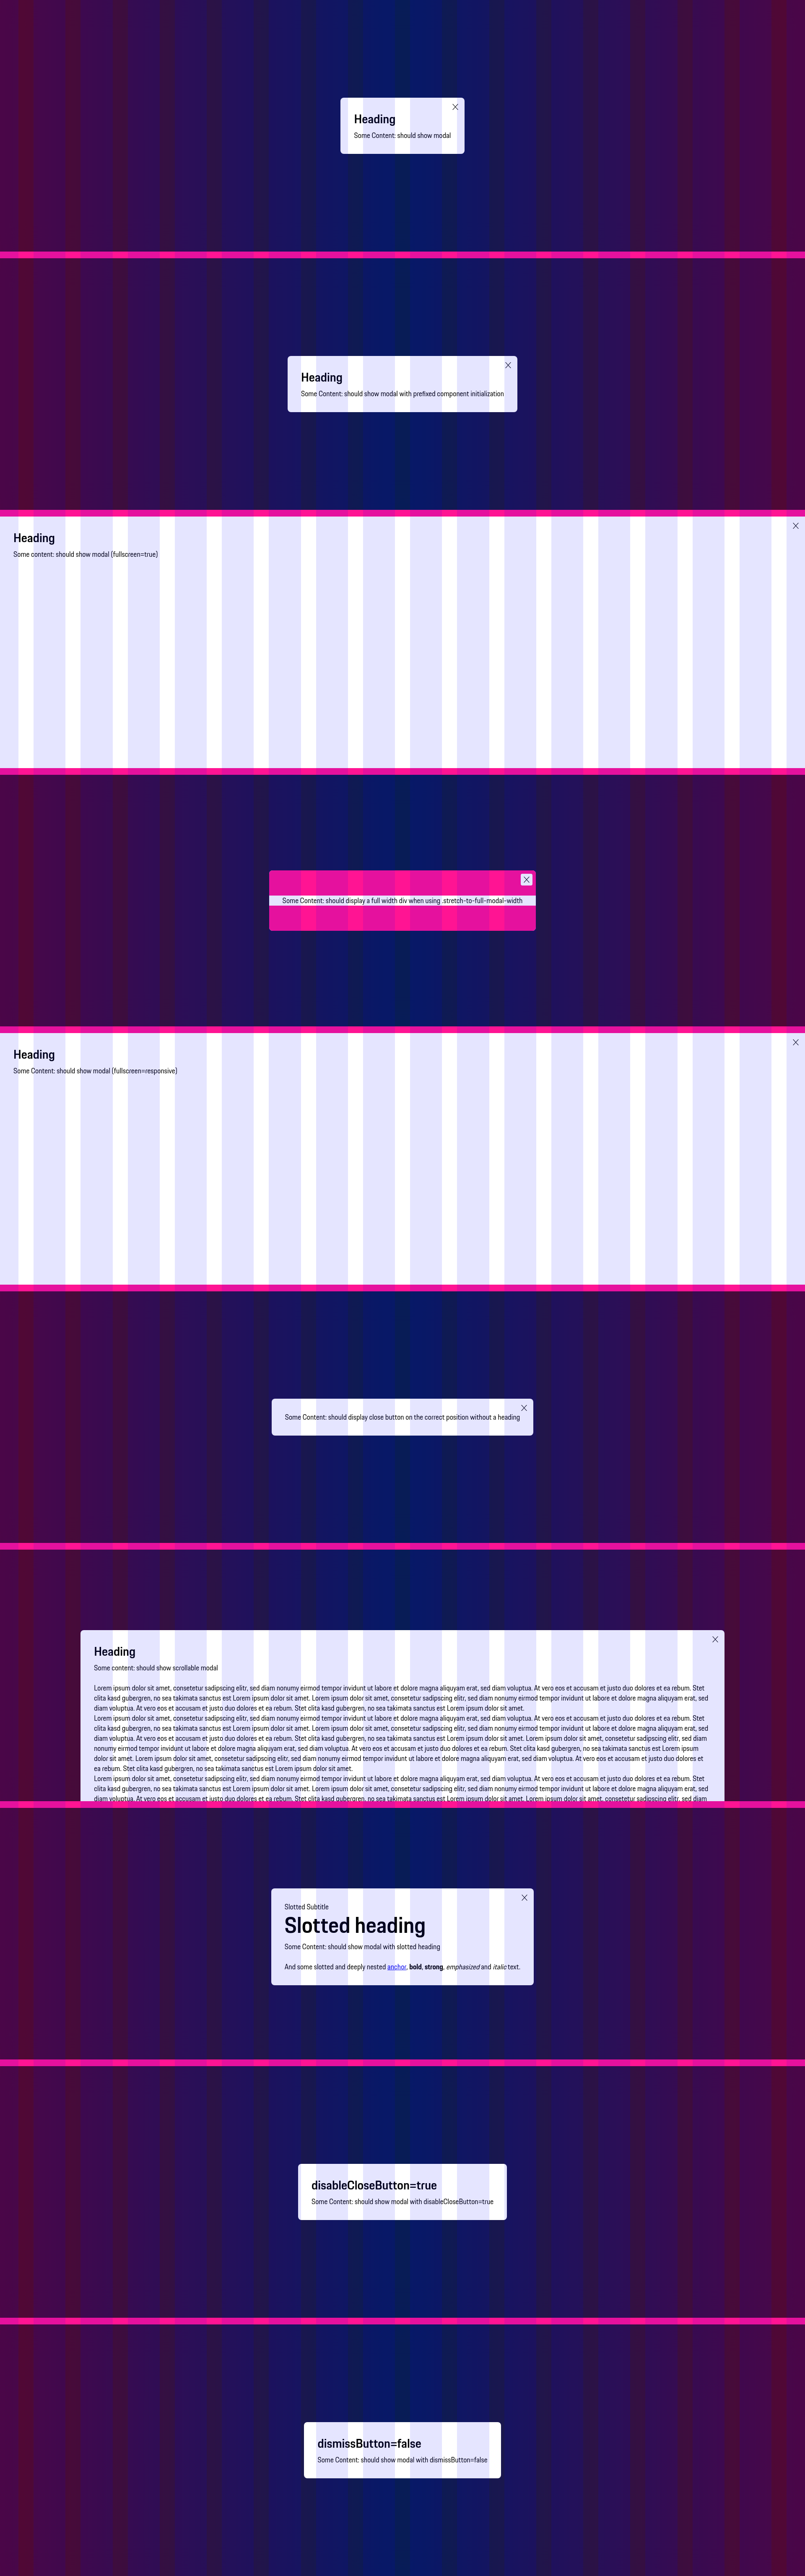 Heading
Some Content: should show modal
Heading
Some Content: should show modal with prefixed component initialization
Heading
Some content: should show modal (fullscreen=true)
Some Content: should display a full width div when using .stretch-to-full-modal-width
Heading
Some Content: should show modal (fullscreen=responsive)
Some Content: should display close button on the correct position without a heading
Heading
Some content: should show scrollable modal
Lorem ipsum dolor sit amet, consetetur sadipscing elitr, sed diam nonumy eirmod tempor invidunt ut labore et dolore magna aliquyam erat, sed diam voluptua. At vero eos et accusam et justo duo dolores et ea rebum. Stet
clita kasd gubergren, no sea takimata sanctus est Lorem ipsum dolor sit amet. Lorem ipsum dolor sit amet, consetetur sadipscing elitr, sed diam nonumy eirmod tempor invidunt ut labore et dolore magna aliquyam erat, sed
diam voluptua. At vero eos et accusam et justo duo dolores et ea rebum. Stet clita kasd gubergren, no sea takimata sanctus est Lorem ipsum dolor sit amet.
Lorem ipsum dolor sit amet, consetetur sadipscing elitr, sed diam nonumy eirmod tempor invidunt ut labore et dolore magna aliquyam erat, sed diam voluptua. At vero eos et accusam et justo duo dolores et ea rebum. Stet
clita kasd gubergren, no sea takimata sanctus est Lorem ipsum dolor sit amet. Lorem ipsum dolor sit amet, consetetur sadipscing elitr, sed diam nonumy eirmod tempor invidunt ut labore et dolore magna aliquyam erat, sed
diam voluptua. At vero eos et accusam et justo duo dolores et ea rebum. Stet clita kasd gubergren, no sea takimata sanctus est Lorem ipsum dolor sit amet. Lorem ipsum dolor sit amet, consetetur sadipscing elitr, sed diam
nonumy eirmod tempor invidunt ut labore et dolore magna aliquyam erat, sed diam voluptua. At vero eos et accusam et justo duo dolores et ea rebum. Stet clita kasd gubergren, no sea takimata sanctus est Lorem ipsum
dolor sit amet. Lorem ipsum dolor sit amet, consetetur sadipscing elitr, sed diam nonumy eirmod tempor invidunt ut labore et dolore magna aliquyam erat, sed diam voluptua. At vero eos et accusam et justo duo dolores et
ea rebum. Stet clita kasd gubergren, no sea takimata sanctus est Lorem ipsum dolor sit amet.
Lorem ipsum dolor sit amet, consetetur sadipscing elitr, sed diam nonumy eirmod tempor invidunt ut labore et dolore magna aliquyam erat, sed diam voluptua. At vero eos et accusam et justo duo dolores et ea rebum. Stet
clita kasd gubergren, no sea takimata sanctus est Lorem ipsum dolor sit amet. Lorem ipsum dolor sit amet, consetetur sadipscing elitr, sed diam nonumy eirmod tempor invidunt ut labore et dolore magna aliquyam erat, sed
diam voluptua. At vero eos et accusam et justo duo dolores et ea rebum. Stet clita kasd gubergren, no sea takimata sanctus est Lorem ipsum dolor sit amet. Lorem ipsum dolor sit amet, consetetur sadipscing elitr, sed diam
Slotted Subtitle
Slotted heading
Some Content: should show modal with slotted heading
And some slotted and deeply nested anchor, bold, strong, emphasized and italic text.
disableCloseButton=true
Some Content: should show modal with disableCloseButton=true
dismissButton=false
Some Content: should show modal with dismissButton=false